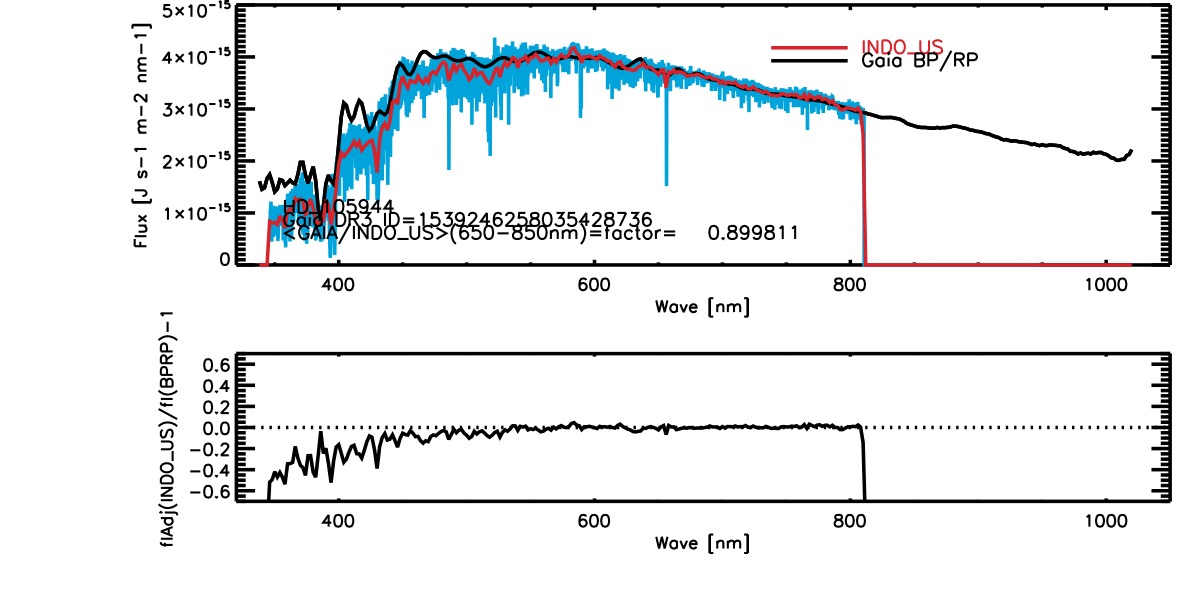 5×10⁻¹⁵
4×10⁻¹⁵
3×10⁻¹⁵
2×10⁻¹⁵
1×10⁻¹⁵
0
Flux [J s−1 m−2 nm−1]
INDO_US
Gaia BP/RP
HD_105944
Gaia DR3 ID=1539246258035428736
<GAIA/INDO_US>(650−850nm)=factor= 0.899811
400 600 800 1000
Wave [nm]
flAdj(INDO_US)/fl(BPRP)−1
0.6
0.4
0.2
0.0
−0.2
−0.4
−0.6
400 600 800 1000
Wave [nm]